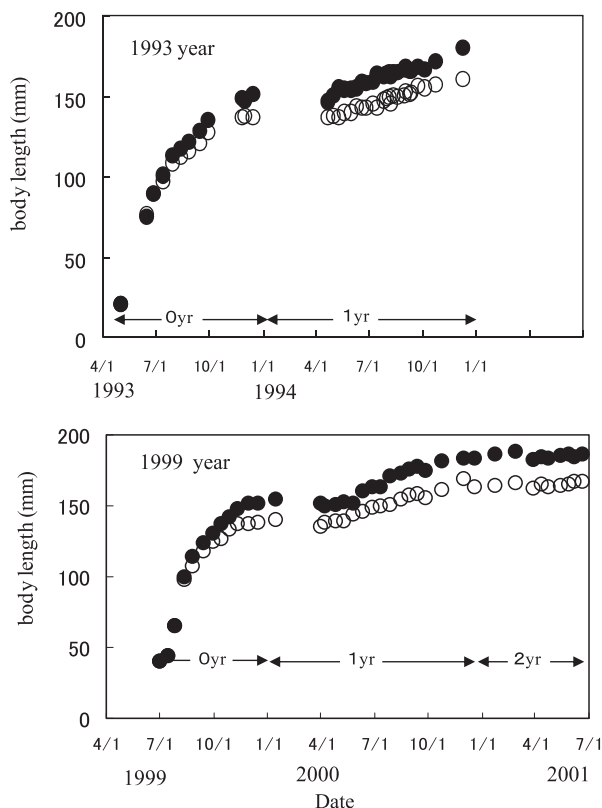 200
1993 year
150
100
50
0
body length (mm)
0yr
1yr
4/1 7/1 10/1 1/1 4/1 7/1 10/1 1/1
1993 1994
200
1999 year
150
100
50
0
body length (mm)
0yr
1yr
2yr
4/1 7/1 10/1 1/1 4/1 7/1 10/1 1/1 4/1 7/1
1999 2000 2001
Date